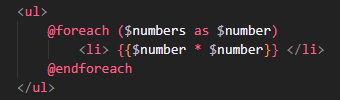 <ul>
    @foreach ($numbers as $number)
        <li> {{$number * $number}} </li>
    @endforeach
</ul>